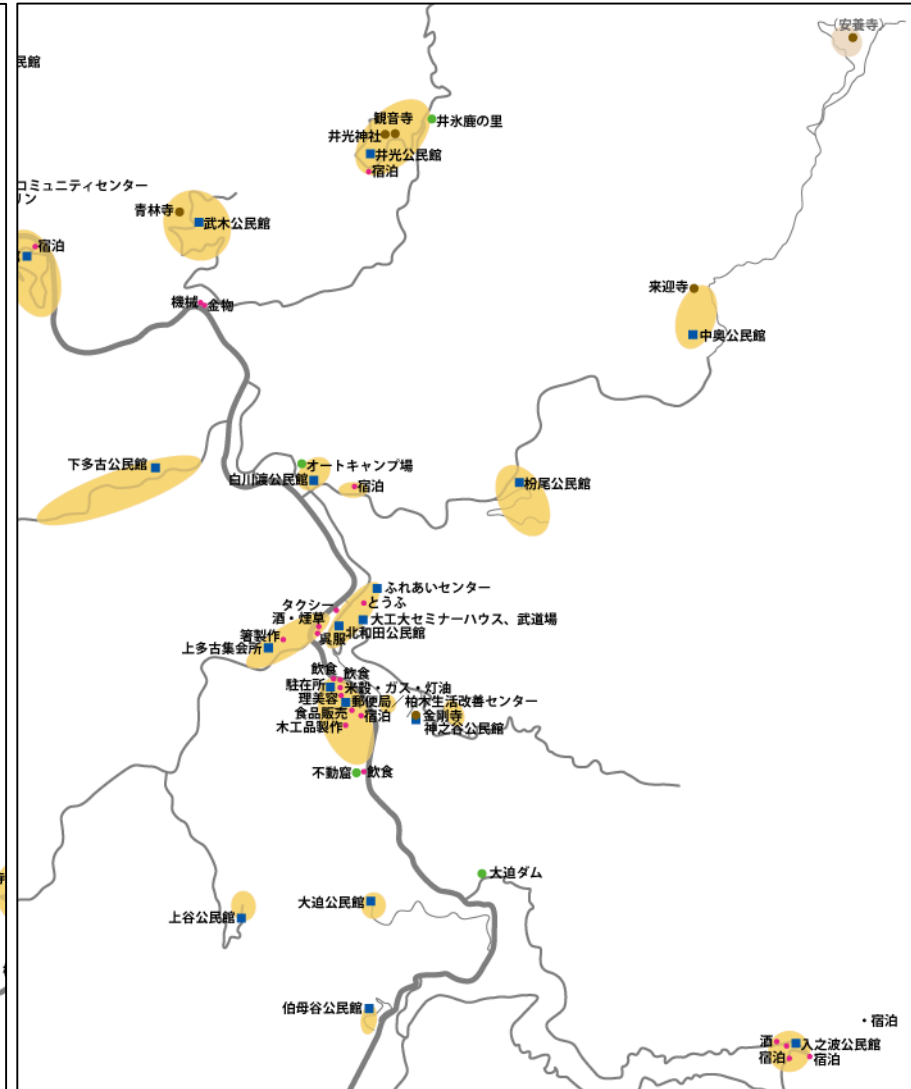 (安養寺)
民館
観音寺
井氷鹿の里
井光神社
井光公民館
宿泊
コミュニティセンター
リン
青林寺
武木公民館
宿泊
機械
金物
来迎寺
中奥公民館
下多古公民館
オートキャンプ場
白川渡公民館
宿泊
枌尾公民館
ふれあいセンター
タクシー
とうふ
酒・煙草
大工大セミナーハウス、武道場
箸製作
呉服
北和田公民館
上多古集会所
飲食
飲食
駐在所
米穀・ガス・灯油
理美容
郵便局/柏木生活改善センター
食品販売
宿泊
金剛寺
木工品製作
神之谷公民館
不動窟
飲食
大迫ダム
大迫公民館
上谷公民館
伯母谷公民館
・宿泊
酒
入之波公民館
宿泊
宿泊